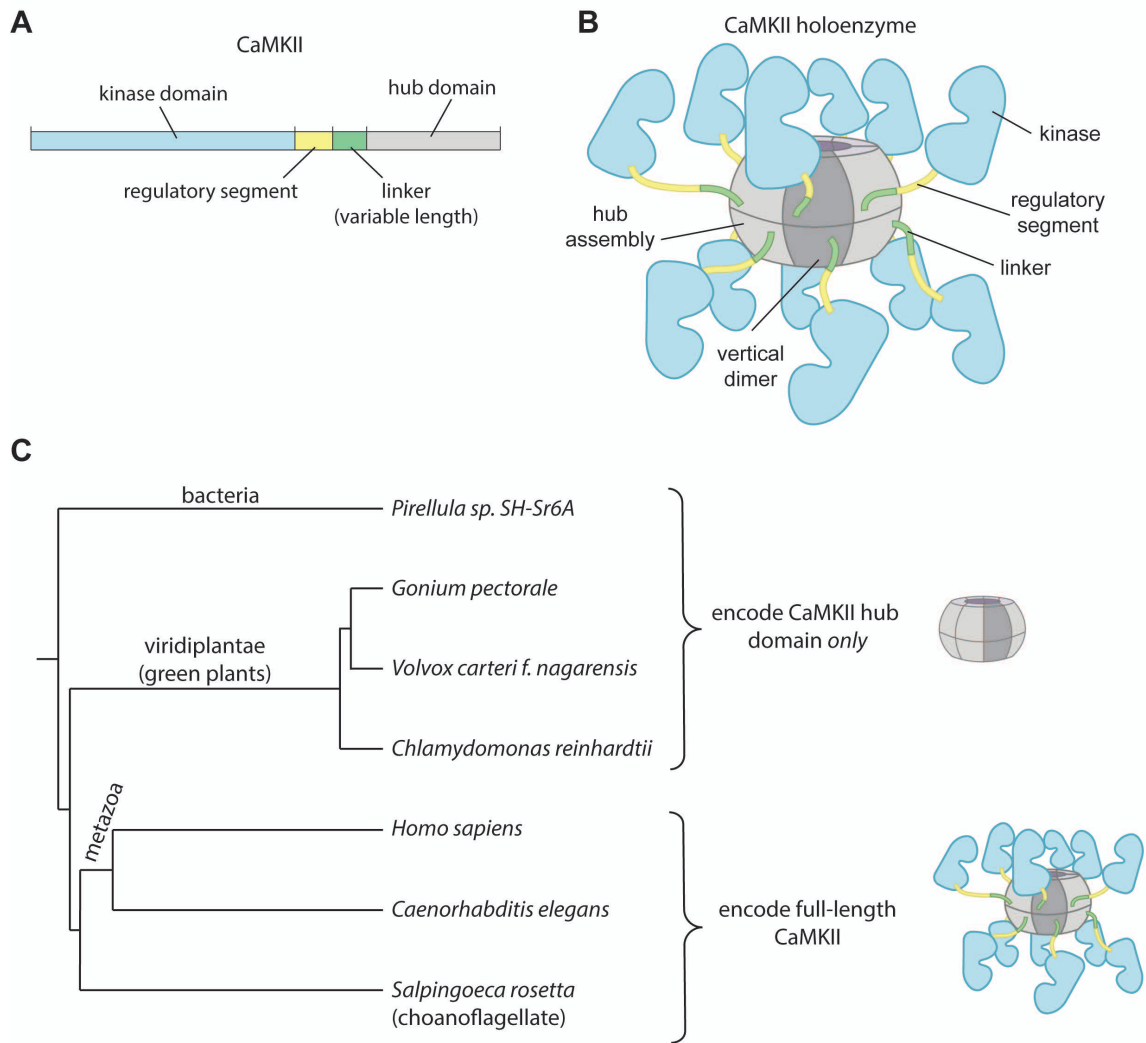 A
CaMKII
kinase domain
hub domain
regulatory segment
linker
(variable length)
B
CaMKII holoenzyme
kinase
regulatory
segment
hub
assembly
linker
vertical
dimer
C
bacteria
Pirellula sp. SH-Sr6A
Gonium pectorale
viridiplantae
(green plants)
Volvox carteri f. nagarensis
Chlamydomonas reinhardtii
encode CaMKII hub
domain only
metazoa
Homo sapiens
Caenorhabditis elegans
Salpingoeca rosetta
(choanoflagellate)
encode full-length
CaMKII